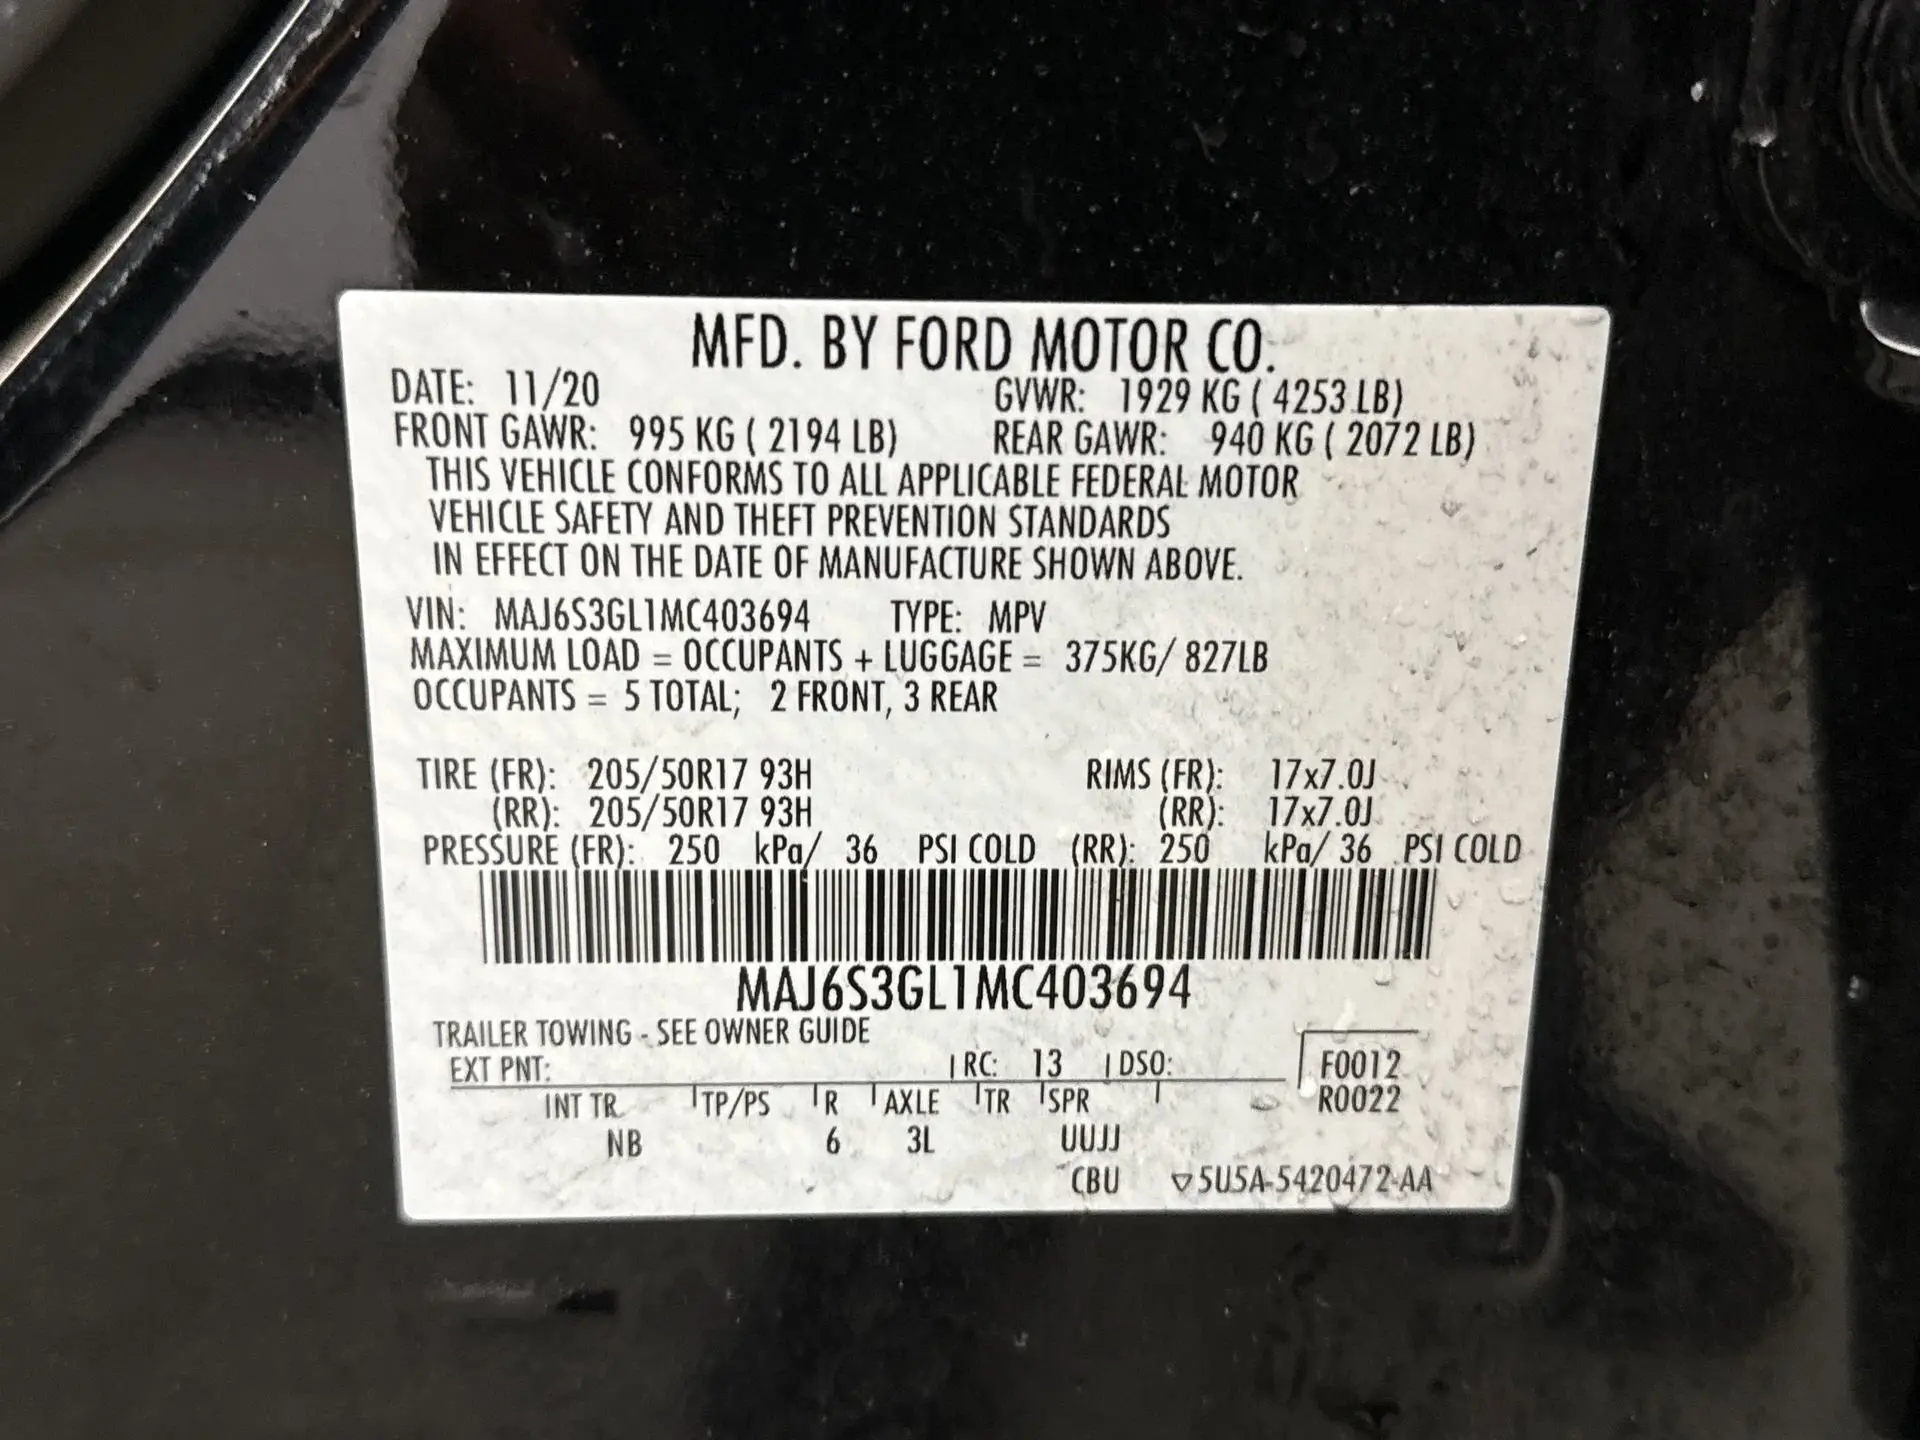 MFD. BY FORD MOTOR CO.
DATE: 11/20 GVWR: 1929 KG ( 4253 LB)
FRONT GAWR: 995 KG ( 2194 LB) REAR GAWR: 940 KG ( 2072 LB)
THIS VEHICLE CONFORMS TO ALL APPLICABLE FEDERAL MOTOR
VEHICLE SAFETY AND THEFT PREVENTION STANDARDS
IN EFFECT ON THE DATE OF MANUFACTURE SHOWN ABOVE.
VIN: MAJ6S3GL1MC403694 TYPE: MPV
MAXIMUM LOAD = OCCUPANTS + LUGGAGE = 375KG/ 827LB
OCCUPANTS = 5 TOTAL; 2 FRONT, 3 REAR
TIRE (FR): 205/50R17 93H RIMS (FR): 17x7.0J
(RR): 205/50R17 93H (RR): 17x7.0J
PRESSURE (FR): 250 kPa/ 36 PSI COLD (RR): 250 kPa/ 36 PSI COLD
MAJ6S3GL1MC403694
TRAILER TOWING - SEE OWNER GUIDE
EXT PNT: RC: 13 DSO: F0012
INT TR TP/PS R AXLE TR SPR R0022
NB 6 3L UUJJ
CBU ▽5U5A-5420472-AA